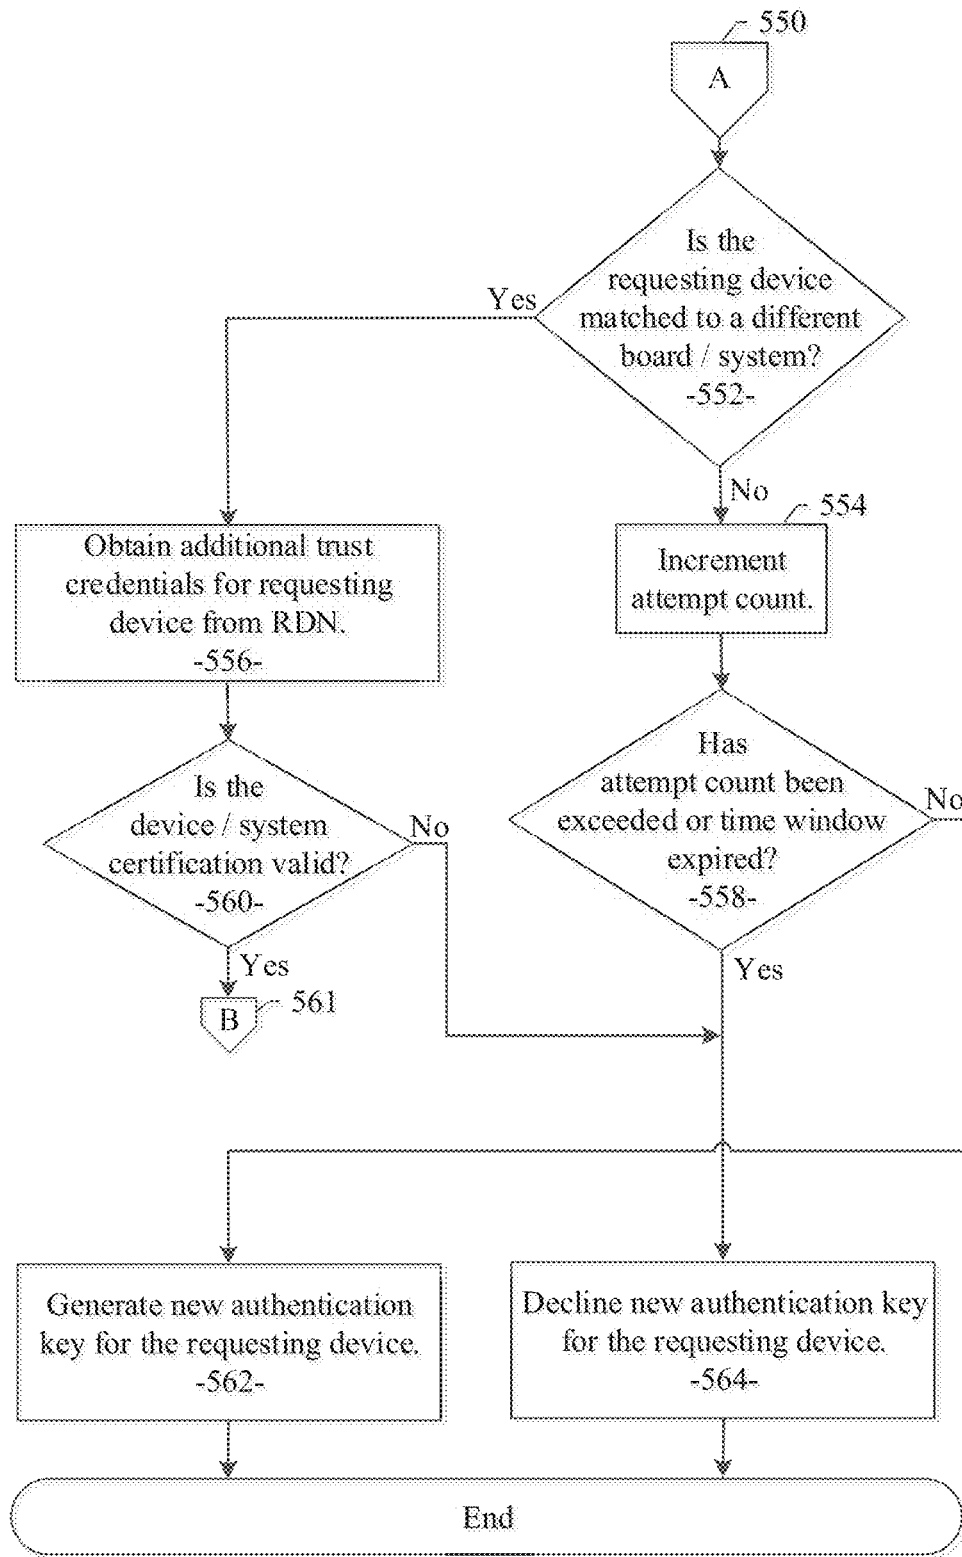 550
A
Is the
requesting device
matched to a different
board / system?
-552-
Yes
No
554
Increment
attempt count.
Obtain additional trust
credentials for requesting
device from RDN.
-556-
Has
attempt count been
exceeded or time window
expired?
-558-
No
Yes
Is the
device / system
certification valid?
-560-
No
Yes
B
561
Generate new authentication
key for the requesting device.
-562-
Decline new authentication key
for the requesting device.
-564-
End